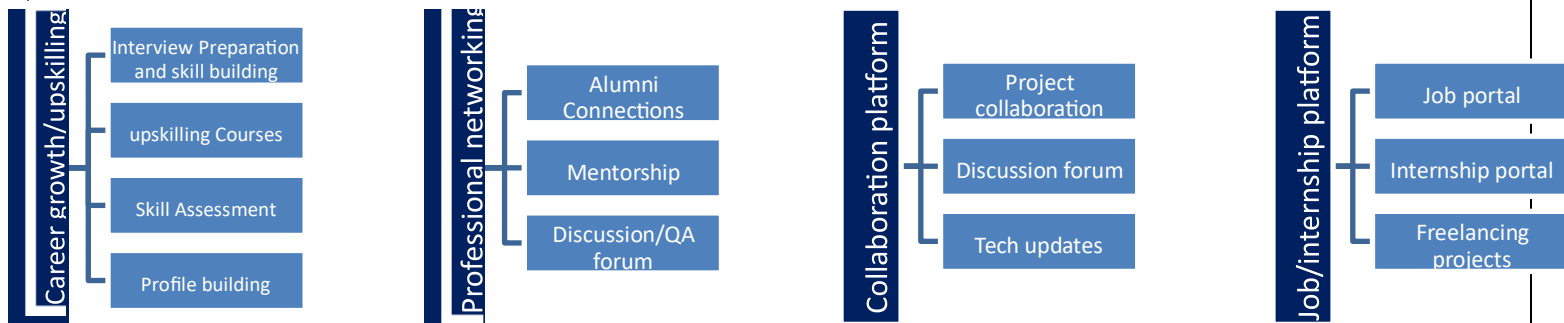 Career growth/upskilling
Interview Preparation
and skill building
upskilling Courses
Skill Assessment
Profile building
Professional networking
Alumni
Connections
Mentorship
Discussion/QA
forum
Collaboration platform
Project
collaboration
Discussion forum
Tech updates
Job/internship platform
Job portal
Internship portal
Freelancing
projects